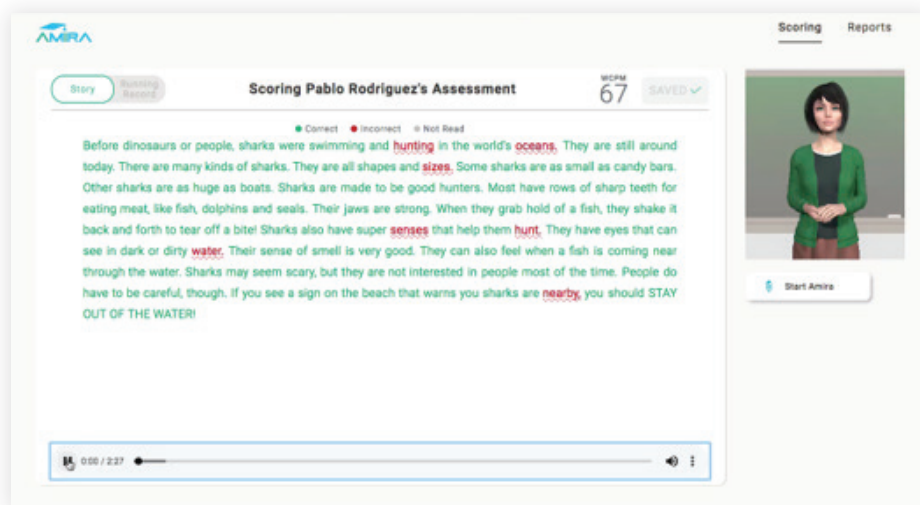 AMIRA
Scoring Reports
Story Running Record
Scoring Pablo Rodriguez's Assessment
WCPM
67
SAVED
Correct Incorrect Not Read
Before dinosaurs or people, sharks were swimming and hunting in the world's oceans. They are still around
today. There are many kinds of sharks. They are all shapes and sizes. Some sharks are as small as candy bars.
Other sharks are as huge as boats. Sharks are made to be good hunters. Most have rows of sharp teeth for
eating meat, like fish, dolphins and seals. Their jaws are strong. When they grab hold of a fish, they shake it
back and forth to tear off a bite! Sharks also have super senses that help them hunt. They have eyes that can
see in dark or dirty water. Their sense of smell is very good. They can also feel when a fish is coming near
through the water. Sharks may seem scary, but they are not interested in people most of the time. People do
have to be careful, though. If you see a sign on the beach that warns you sharks are nearby, you should STAY
OUT OF THE WATER!
Start Amira
0:00 / 2:27